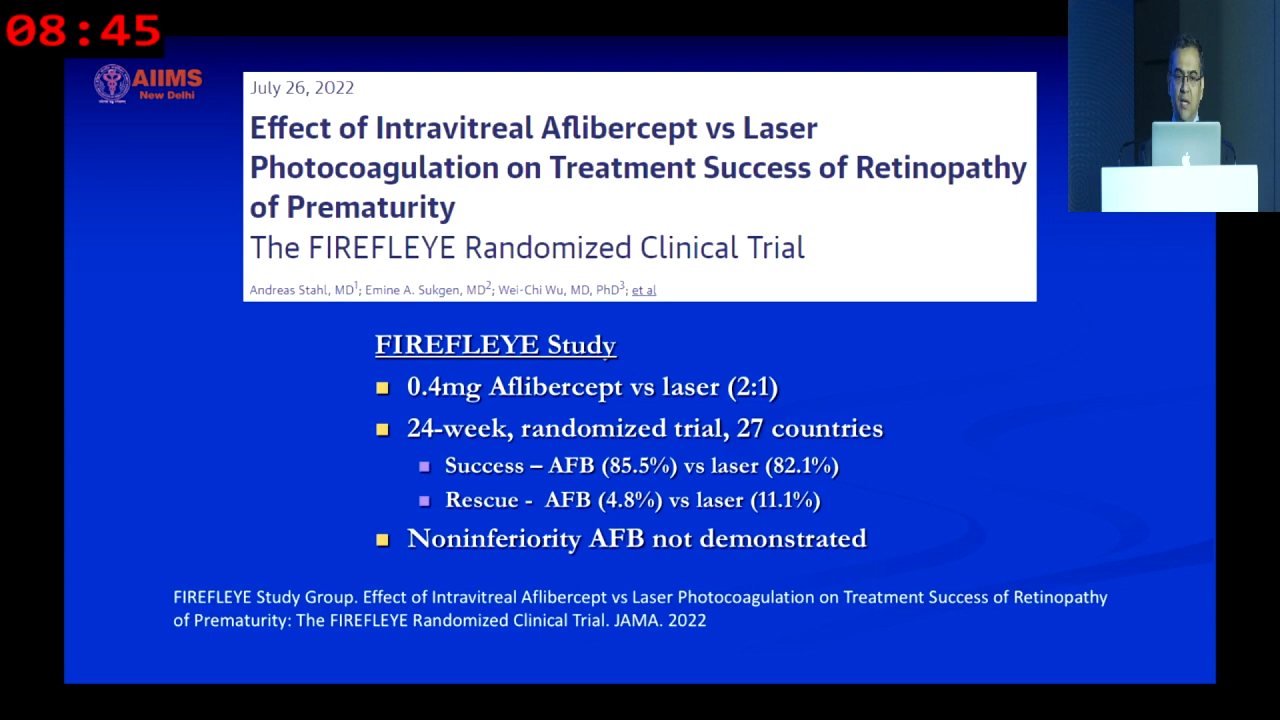 08:45
AIIMS
New Delhi
July 26, 2022
Effect of Intravitreal Aflibercept vs Laser
Photocoagulation on Treatment Success of Retinopathy
of Prematurity
The FIREFLEYE Randomized Clinical Trial
Andreas Stahl, MD1; Emine A. Sukgen, MD2; Wei-Chi Wu, MD, PhD3; et al
FIREFLEYE Study
0.4mg Aflibercept vs laser (2:1)
24-week, randomized trial, 27 countries
Success – AFB (85.5%) vs laser (82.1%)
Rescue - AFB (4.8%) vs laser (11.1%)
Noninferiority AFB not demonstrated
FIREFLEYE Study Group. Effect of Intravitreal Aflibercept vs Laser Photocoagulation on Treatment Success of Retinopathy
of Prematurity: The FIREFLEYE Randomized Clinical Trial. JAMA. 2022